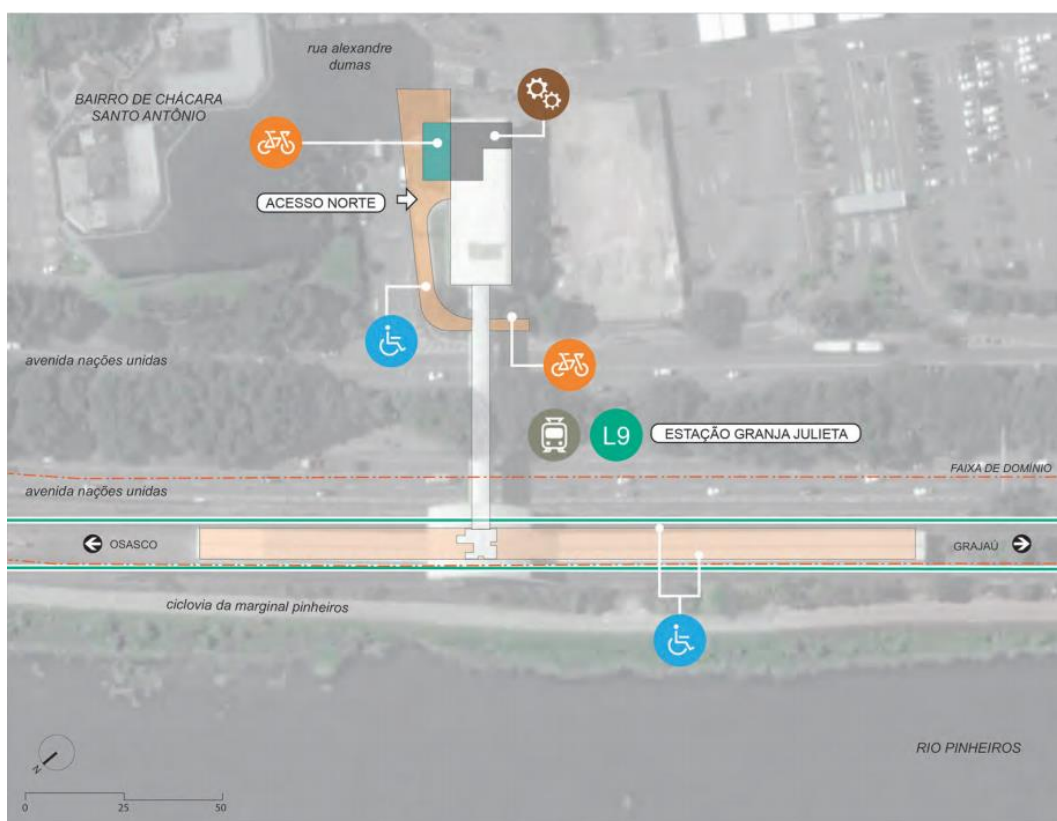 rua alexandre
dumas
BAIRRO DE CHÁCARA
SANTO ANTÔNIO
ACESSO NORTE
avenida nações unidas
L9
ESTAÇÃO GRANJA JULIETA
FAIXA DE DOMÍNIO
avenida nações unidas
OSASCO
GRAJAÚ
ciclovia da marginal pinheiros
RIO PINHEIROS
N
0 25 50